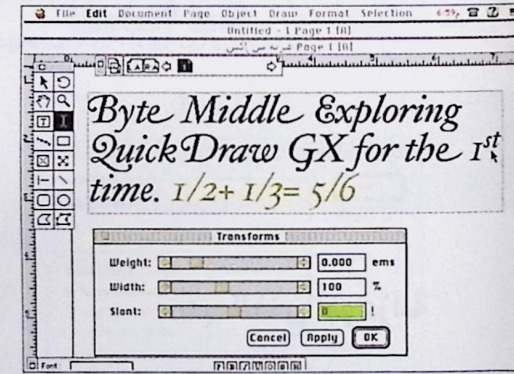 File Edit Document Page Object Draw Format Selection
Untitled - 1 Page 1 [R]
Page 1 [R]
Byte Middle Exploring
QuickDraw GX for the 1st
time. 1/2+ 1/3= 5/6
Transforms
Weight: 0.000 ems
Width: 100 %
Slant: 0
Cancel Apply OK
Font: